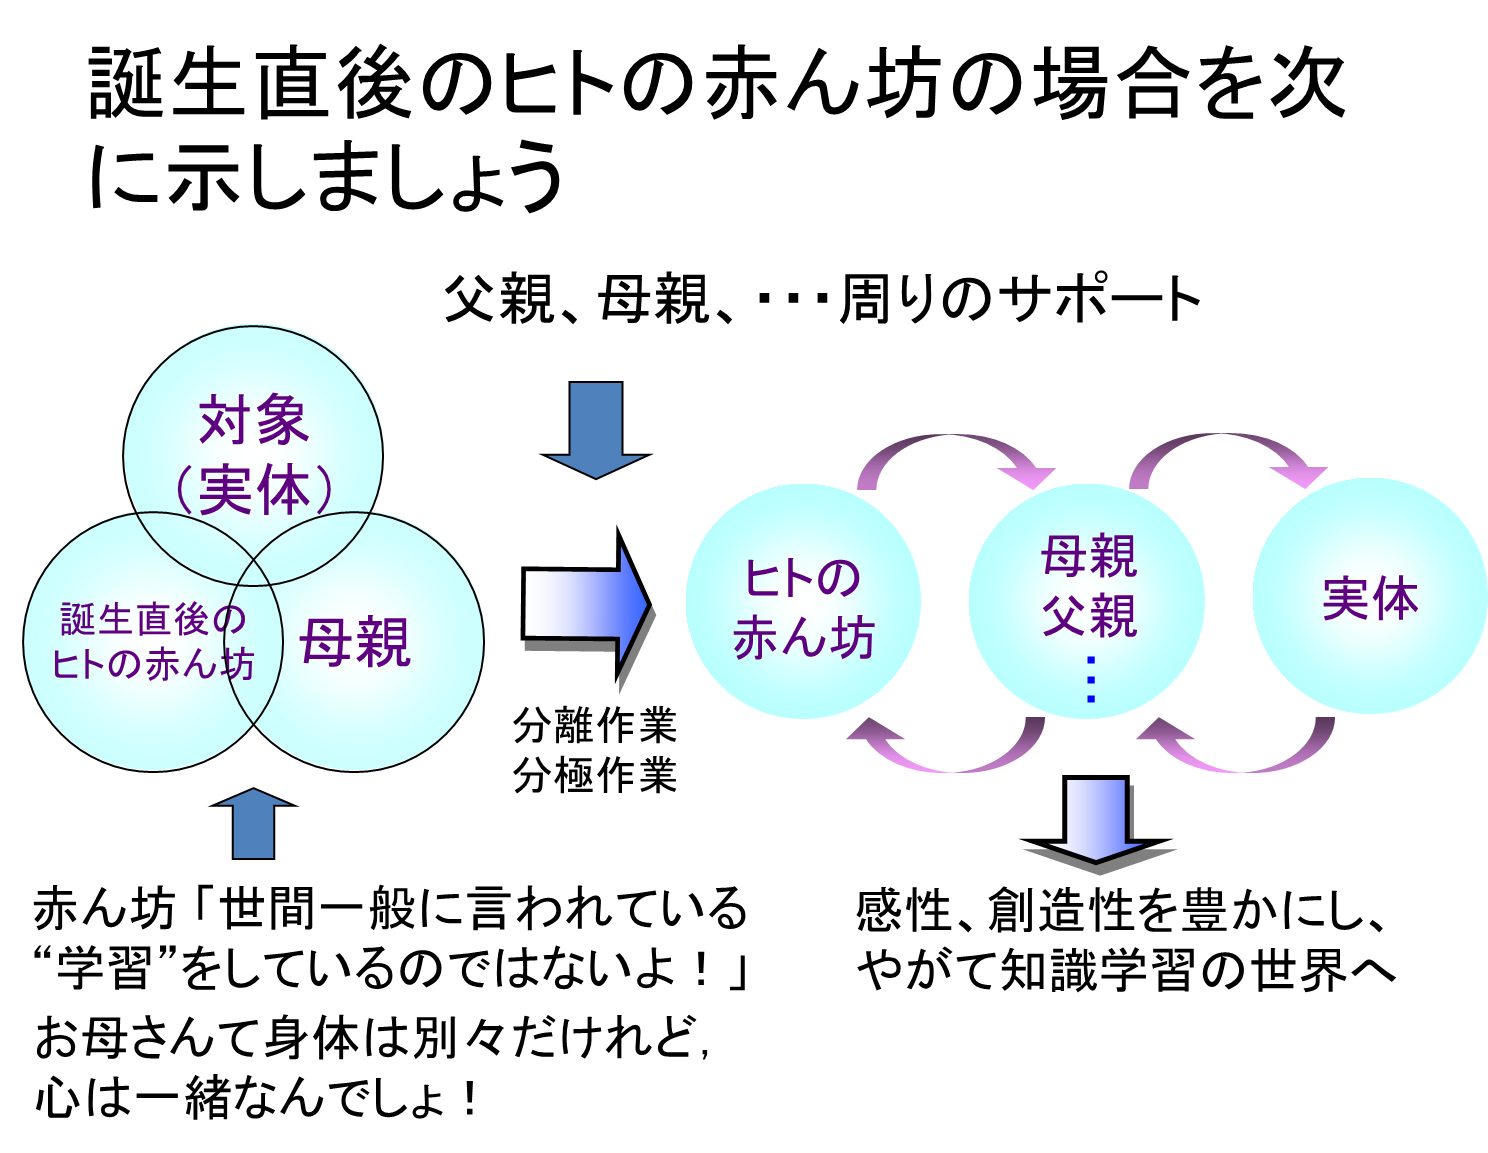 誕生直後のヒトの赤ん坊の場合を次
に示しましょう
父親、母親、・・・周りのサポート
対象
（実体）
誕生直後の
ヒトの赤ん坊
母親
分離作業
分極作業
ヒトの
赤ん坊
母親
父親
・・・
実体
赤ん坊「世間一般に言われている
“学習”をしているのではないよ！」
お母さんて身体は別々だけれど,
心は一緒なんでしょ！
感性、創造性を豊かにし、
やがて知識学習の世界へ